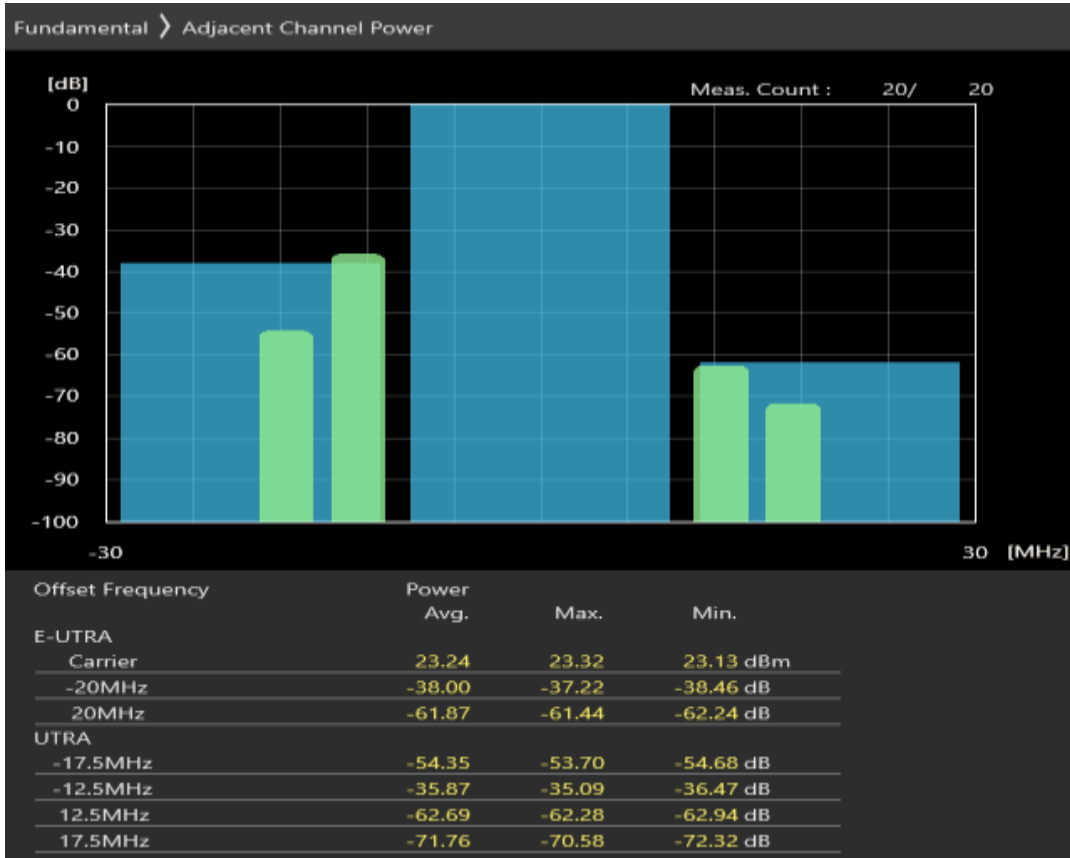 Fundamental 〉 Adjacent Channel Power
[dB]
Meas. Count : 20/ 20
0
-10
-20
-30
-40
-50
-60
-70
-80
-90
-100
-30 30 [MHz]
Offset Frequency Power
Avg. Max. Min.
E-UTRA
Carrier 23.24 23.32 23.13 dBm
-20MHz -38.00 -37.22 -38.46 dB
20MHz -61.87 -61.44 -62.24 dB
UTRA
-17.5MHz -54.35 -53.70 -54.68 dB
-12.5MHz -35.87 -35.09 -36.47 dB
12.5MHz -62.69 -62.28 -62.94 dB
17.5MHz -71.76 -70.58 -72.32 dB